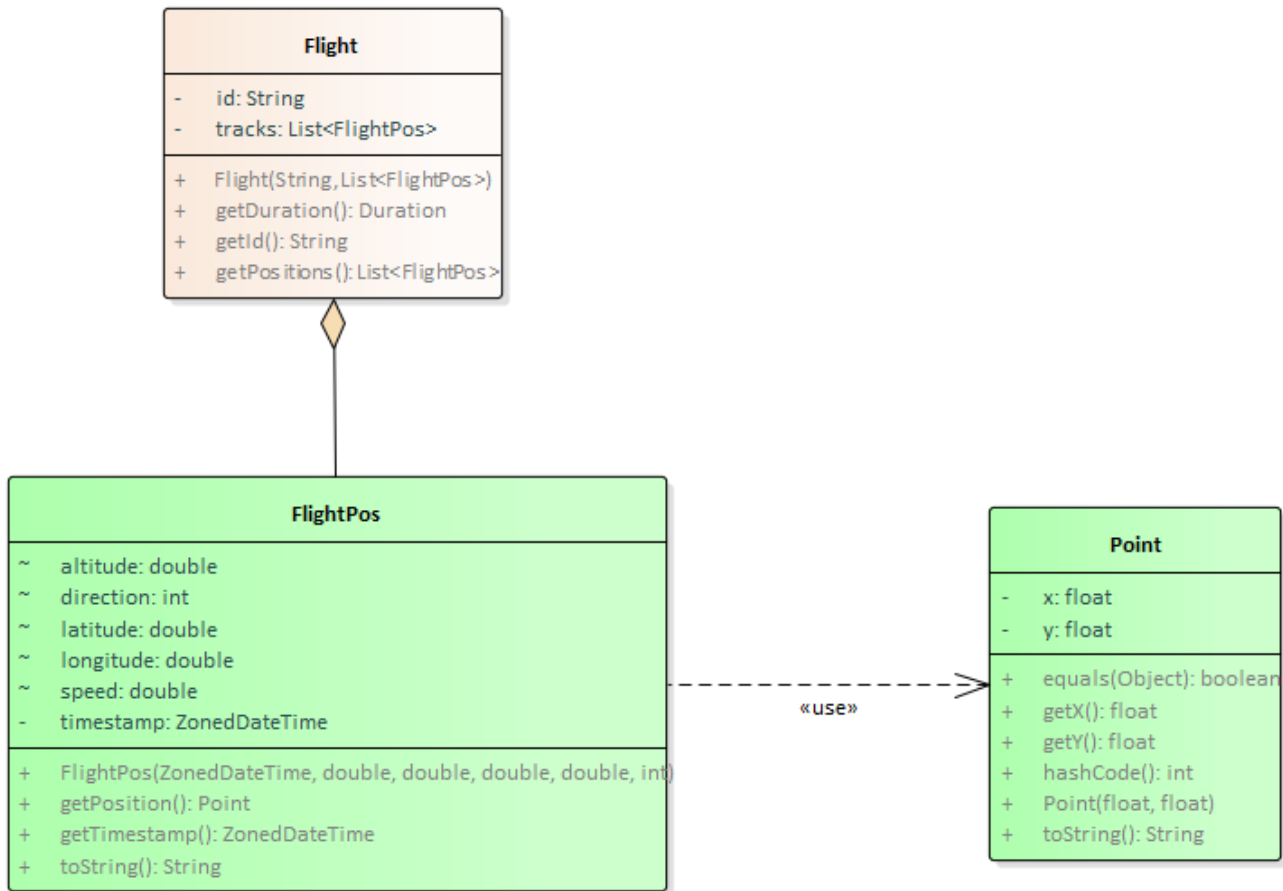 Flight
- id: String
- tracks: List<FlightPos>
+ Flight(String,List<FlightPos>)
+ getDuration(): Duration
+ getId(): String
+ getPositions(): List<FlightPos>
FlightPos
~ altitude: double
~ direction: int
~ latitude: double
~ longitude: double
~ speed: double
- timestamp: ZonedDateTime
+ FlightPos(ZonedDateTime, double, double, double, double, int)
+ getPosition(): Point
+ getTimestamp(): ZonedDateTime
+ toString(): String
«use»
Point
- x: float
- y: float
+ equals(Object): boolean
+ getX(): float
+ getY(): float
+ hashCode(): int
+ Point(float, float)
+ toString(): String